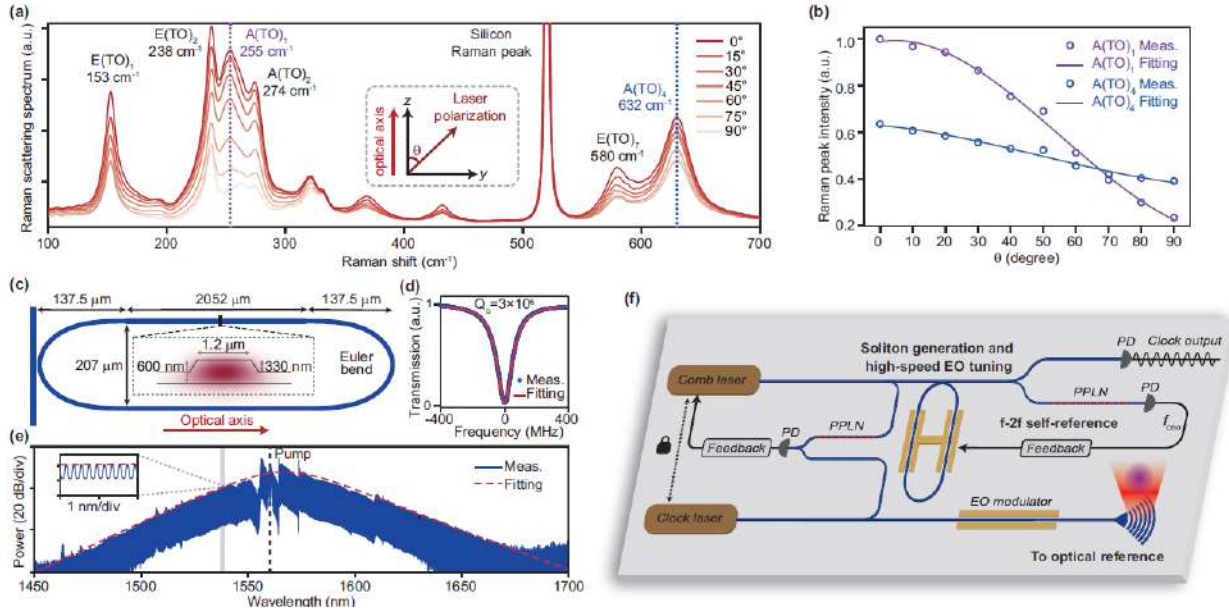 (a)
Raman scattering spectrum (a.u.)
E(TO)₁
153 cm⁻¹
E(TO)₂
238 cm⁻¹
A(TO)₁
255 cm⁻¹
A(TO)₂
274 cm⁻¹
Silicon
Raman peak
optical axis
z
θ
y
Laser
polarization
E(TO)₇
580 cm⁻¹
A(TO)₄
632 cm⁻¹
0°
15°
30°
45°
60°
75°
90°
100 200 300 400 500 600 700
Raman shift (cm⁻¹)
(b)
Raman peak intensity (a.u.)
1.0
0.8
0.6
0.4
0.2
A(TO)₁ Meas.
A(TO)₁ Fitting
A(TO)₄ Meas.
A(TO)₄ Fitting
0 10 20 30 40 50 60 70 80 90
θ (degree)
(c)
137.5 μm 2052 μm 137.5 μm
207 μm
1.2 μm
600 nm
330 nm
Euler
bend
Optical axis
(d)
Transmission (a.u.)
1
0
Meas.
Fitting
-400 0 400
Frequency (MHz)
(e)
Power (20 dB/div)
1 nm/div
Pump
Meas.
Fitting
1450 1500 1550 1600 1650 1700
Wavelength (nm)
(f)
Comb laser
Soliton generation and
high-speed EO tuning
PD
Clock output
PPLN
PD
f-2f self-reference
Feedback
PD
PPLN
Feedback
Clock laser
EO modulator
To optical reference